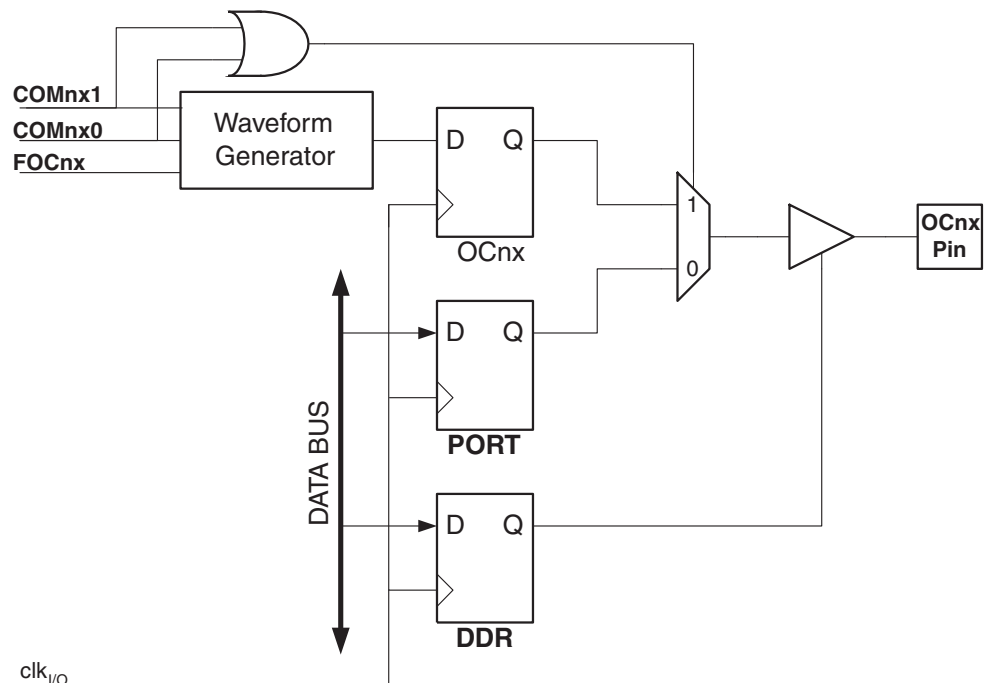 COMnx1
COMnx0
FOCnx
Waveform
Generator
D Q
OCnx
1
0
OCnx
Pin
DATA BUS
D Q
PORT
D Q
DDR
clkI/O